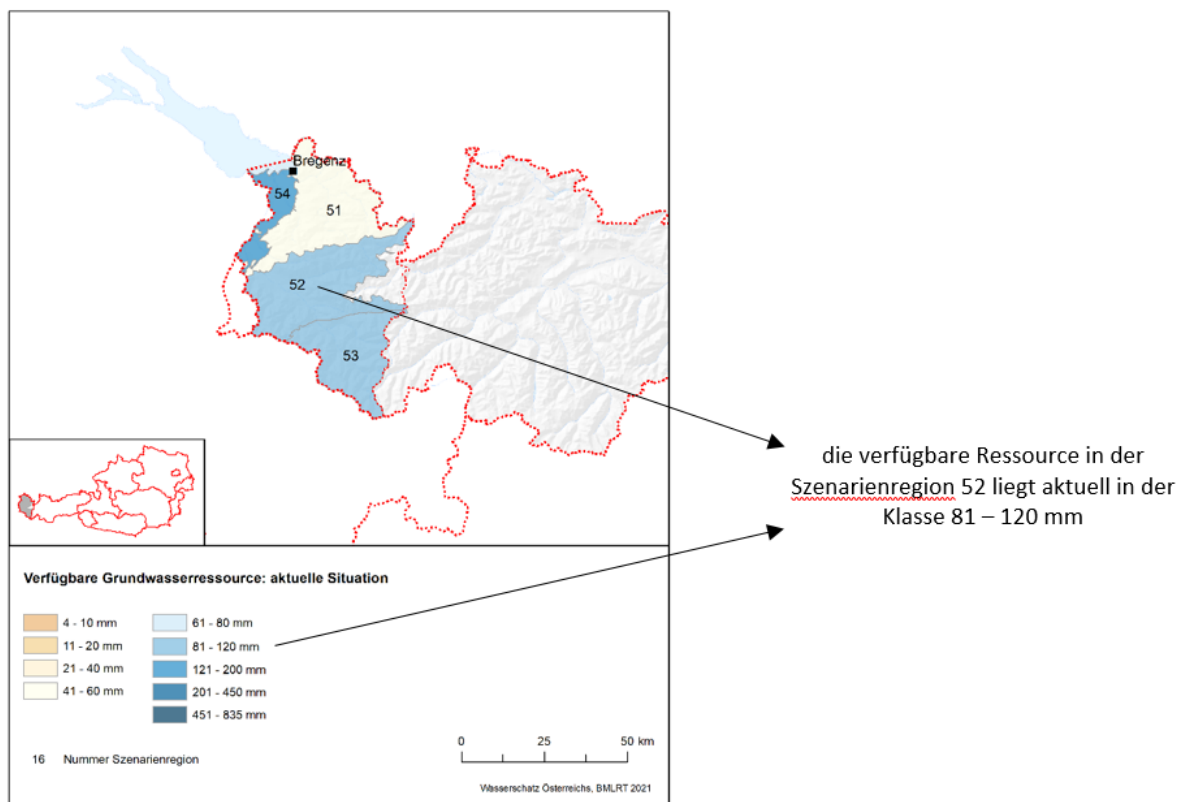 Bregenz
54
51
52
53
die verfügbare Ressource in der
Szenarienregion 52 liegt aktuell in der
Klasse 81 – 120 mm
Verfügbare Grundwasserressource: aktuelle Situation
4 - 10 mm
11 - 20 mm
21 - 40 mm
41 - 60 mm
61 - 80 mm
81 - 120 mm
121 - 200 mm
201 - 450 mm
451 - 835 mm
16 Nummer Szenarienregion
0 25 50 km
Wasserschatz Österreichs, BMLRT 2021